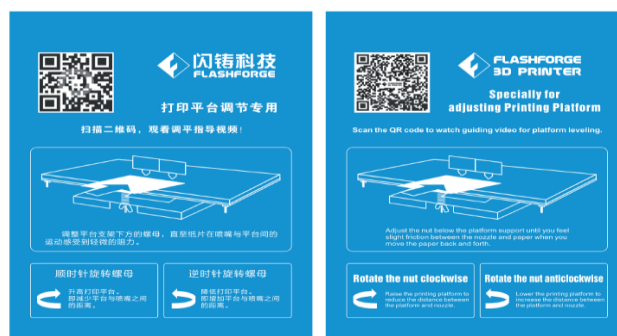 闪铸科技
FLASHFORGE
打印平台调节专用
扫描二维码，观看调平指导视频！
调整平台支架下方的螺母，直至纸片在喷嘴与平台间的
运动感受到轻微的阻力。
顺时针旋转螺母
升高打印平台。
即减少平台与喷嘴之间
的距离。
逆时针旋转螺母
降低打印平台。
即增加平台与喷嘴之间
的距离。
FLASHFORGE
3D PRINTER
Specially for
adjusting Printing Platform
Scan the QR code to watch guiding video for platform leveling.
Adjust the nut below the platform support until you feel
slight friction between the nozzle and paper when you
move the paper back and forth.
Rotate the nut clockwise
Raise the printing platform to
reduce the distance between
the platform and nozzle.
Rotate the nut anticlockwise
Lower the printing platform to
increase the distance between
the platform and nozzle.